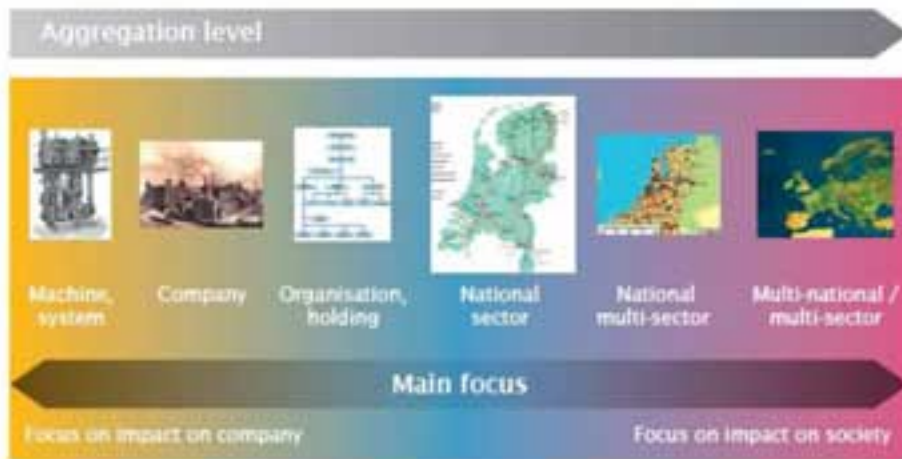 Aggregation level
Machine,
system
Company
Organisation,
holding
National
sector
National
multi-sector
Multi-national /
multi-sector
Main focus
Focus on impact on company
Focus on impact on society